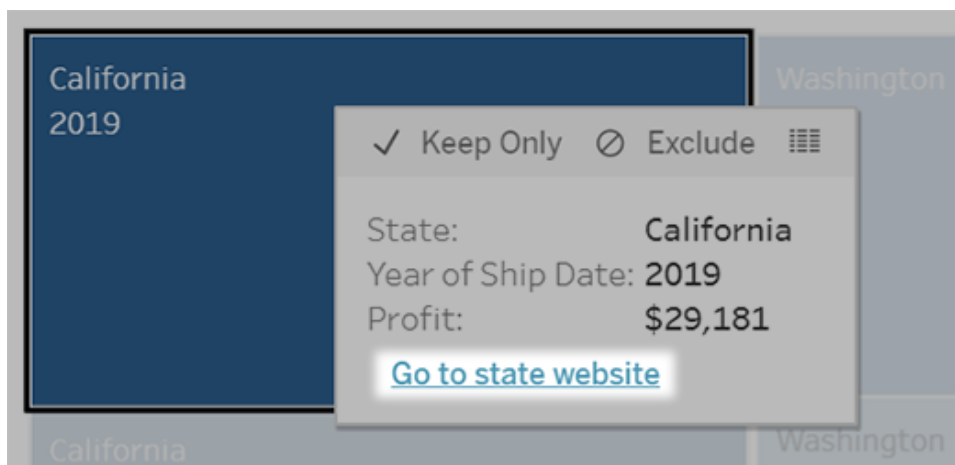 California
2019
Washington
Keep Only Exclude
State: California
Year of Ship Date: 2019
Profit: $29,181
Go to state website
California
Washington